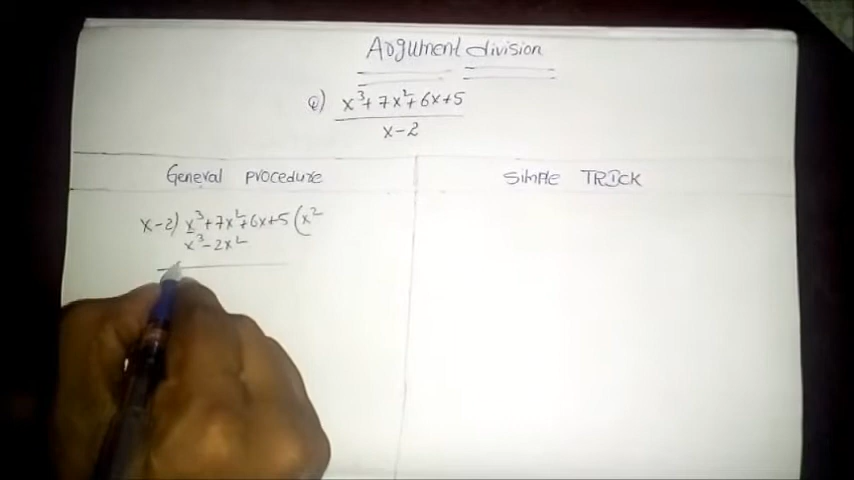 Argument division
Q) x³+7x²+6x+5
x-2
General procedure
Simple TRICK
x-2) x³+7x²+6x+5 (x²
x³-2x²